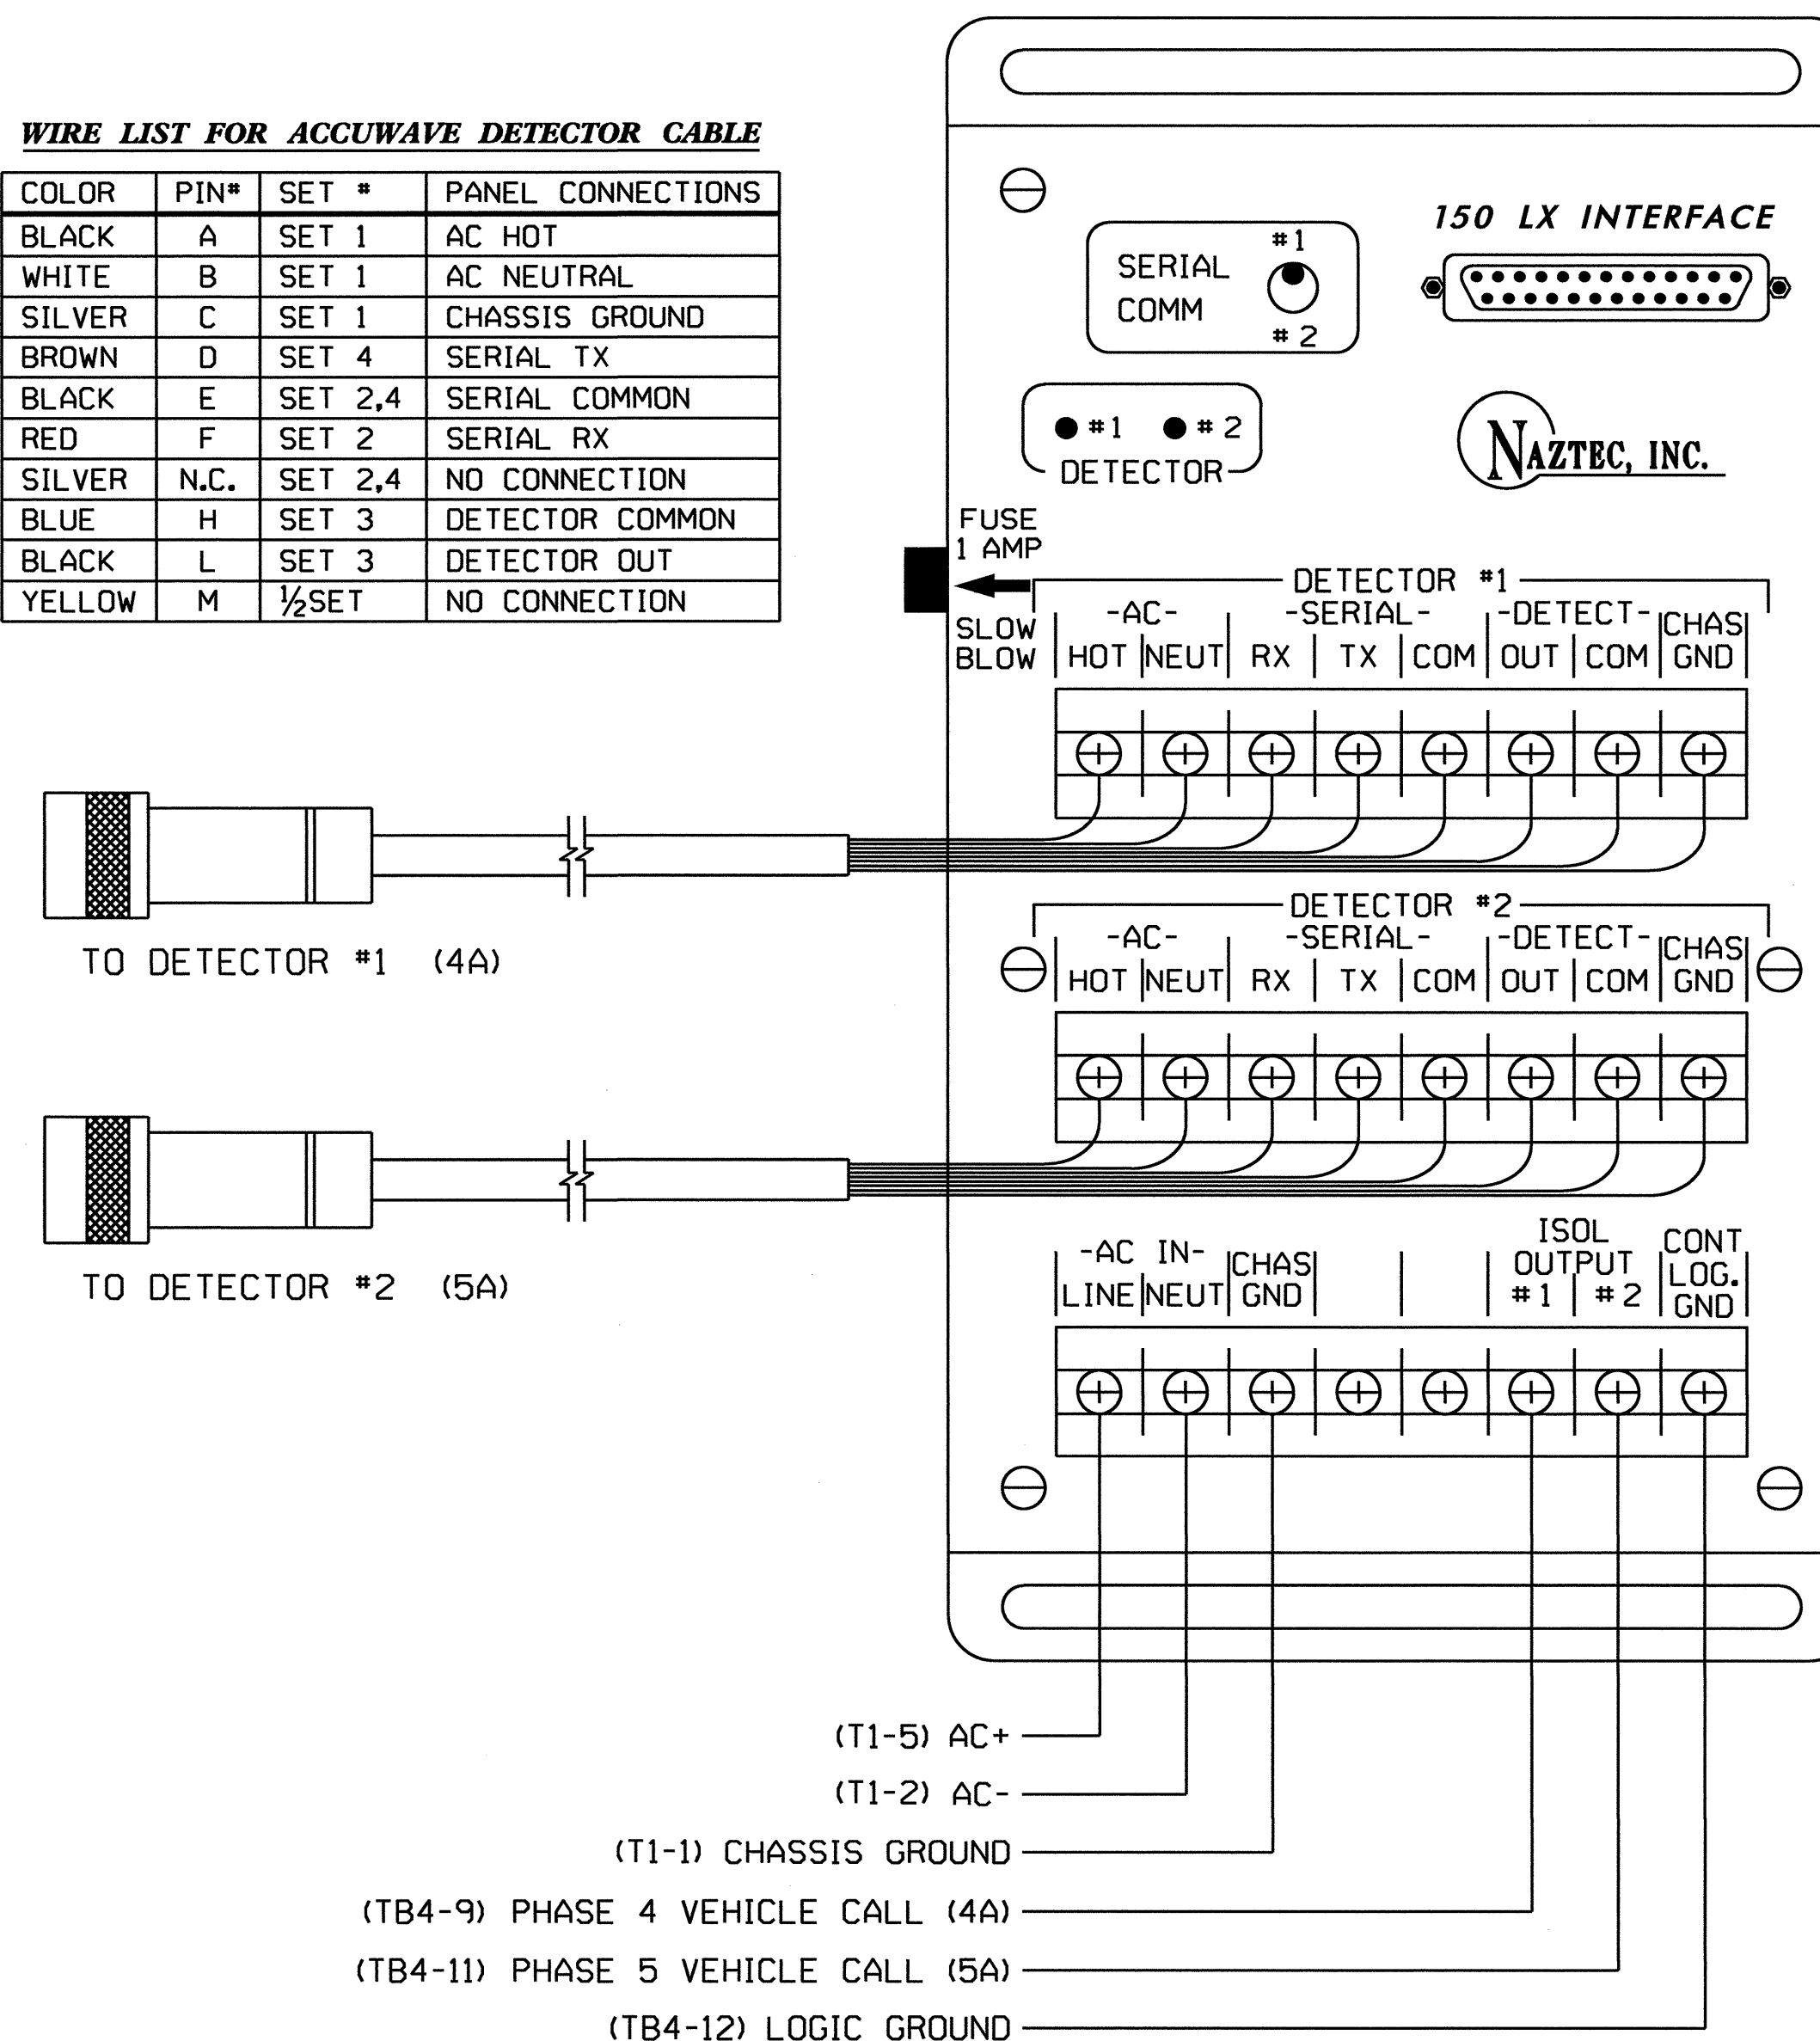 WIRE LIST FOR ACCUWAVE DETECTOR CABLE
COLOR PIN# SET # PANEL CONNECTIONS
BLACK A SET 1 AC HOT
WHITE B SET 1 AC NEUTRAL
SILVER C SET 1 CHASSIS GROUND
BROWN D SET 4 SERIAL TX
BLACK E SET 2,4 SERIAL COMMON
RED F SET 2 SERIAL RX
SILVER N.C. SET 2,4 NO CONNECTION
BLUE H SET 3 DETECTOR COMMON
BLACK L SET 3 DETECTOR OUT
YELLOW M ½SET NO CONNECTION
150 LX INTERFACE
SERIAL COMM
#1
#2
#1 #2
DETECTOR
NAZTEC, INC.
FUSE
1 AMP
SLOW
BLOW
DETECTOR #1
-AC- -SERIAL- -DETECT- CHAS
HOT NEUT RX TX COM OUT COM GND
TO DETECTOR #1 (4A)
DETECTOR #2
-AC- -SERIAL- -DETECT- CHAS
HOT NEUT RX TX COM OUT COM GND
TO DETECTOR #2 (5A)
-AC IN- CHAS ISOL OUTPUT CONT LOG. GND
LINE NEUT GND #1 #2
(T1-5) AC+
(T1-2) AC-
(T1-1) CHASSIS GROUND
(TB4-9) PHASE 4 VEHICLE CALL (4A)
(TB4-11) PHASE 5 VEHICLE CALL (5A)
(TB4-12) LOGIC GROUND